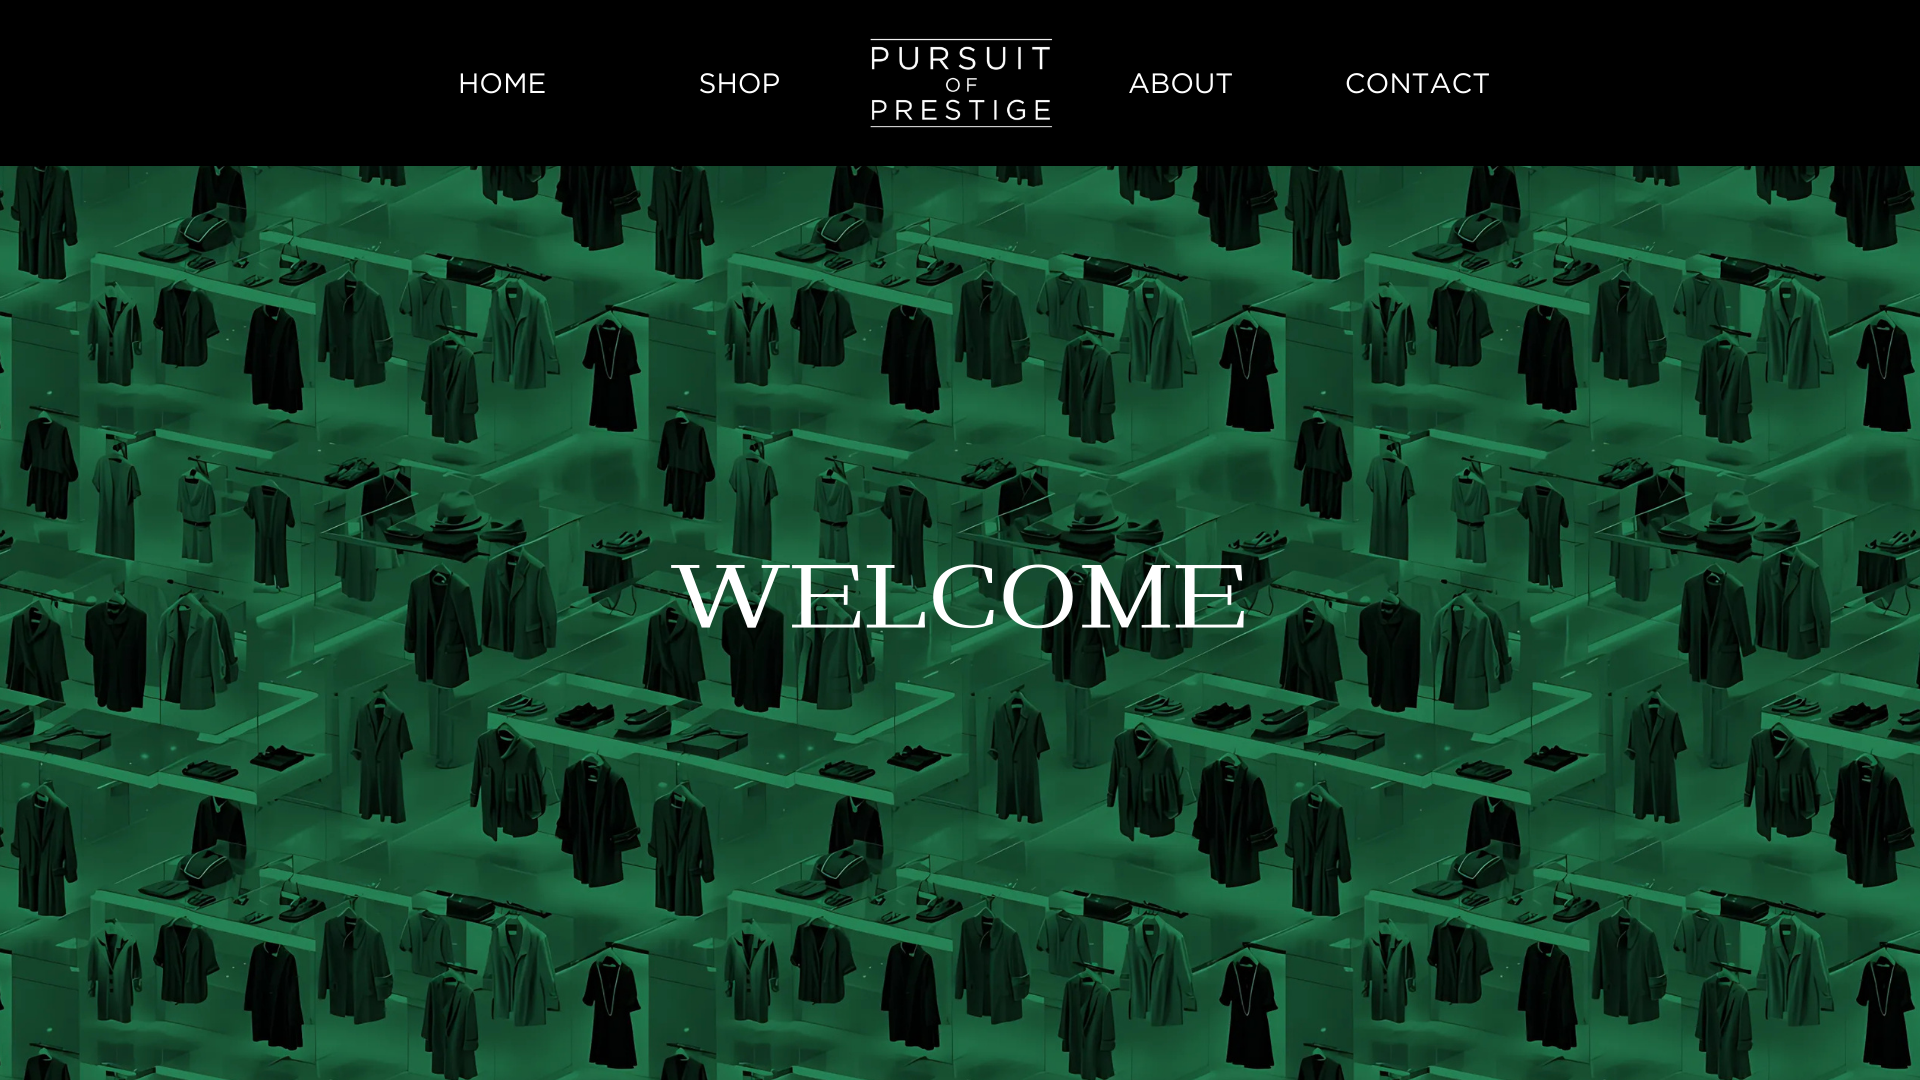 HOME
SHOP
PURSUIT
OF
PRESTIGE
ABOUT
CONTACT
WELCOME